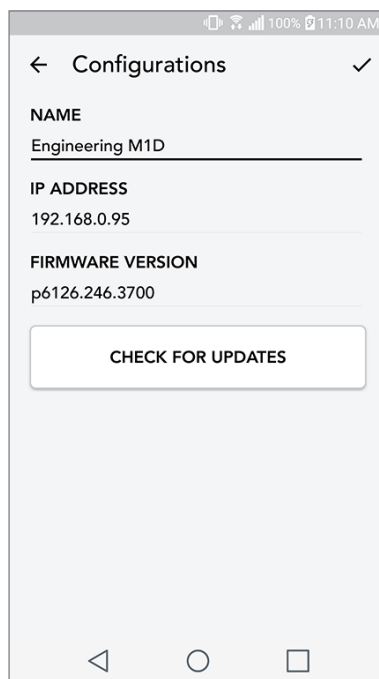 100% 11:10 AM
Configurations
NAME
Engineering M1D
IP ADDRESS
192.168.0.95
FIRMWARE VERSION
p6126.246.3700
CHECK FOR UPDATES